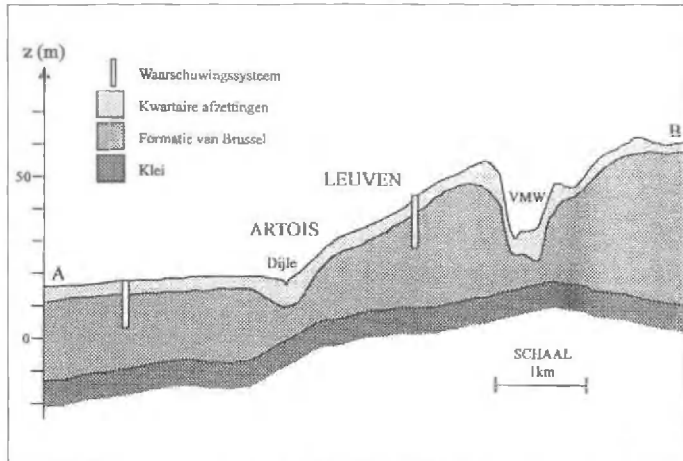 z (m)
Waarschuwingssysteem
Kwartaire afzettingen
Formatie van Brussel
Klei
B
50
LEUVEN
VMW
ARTOIS
Dijle
A
0
SCHAAL
1km